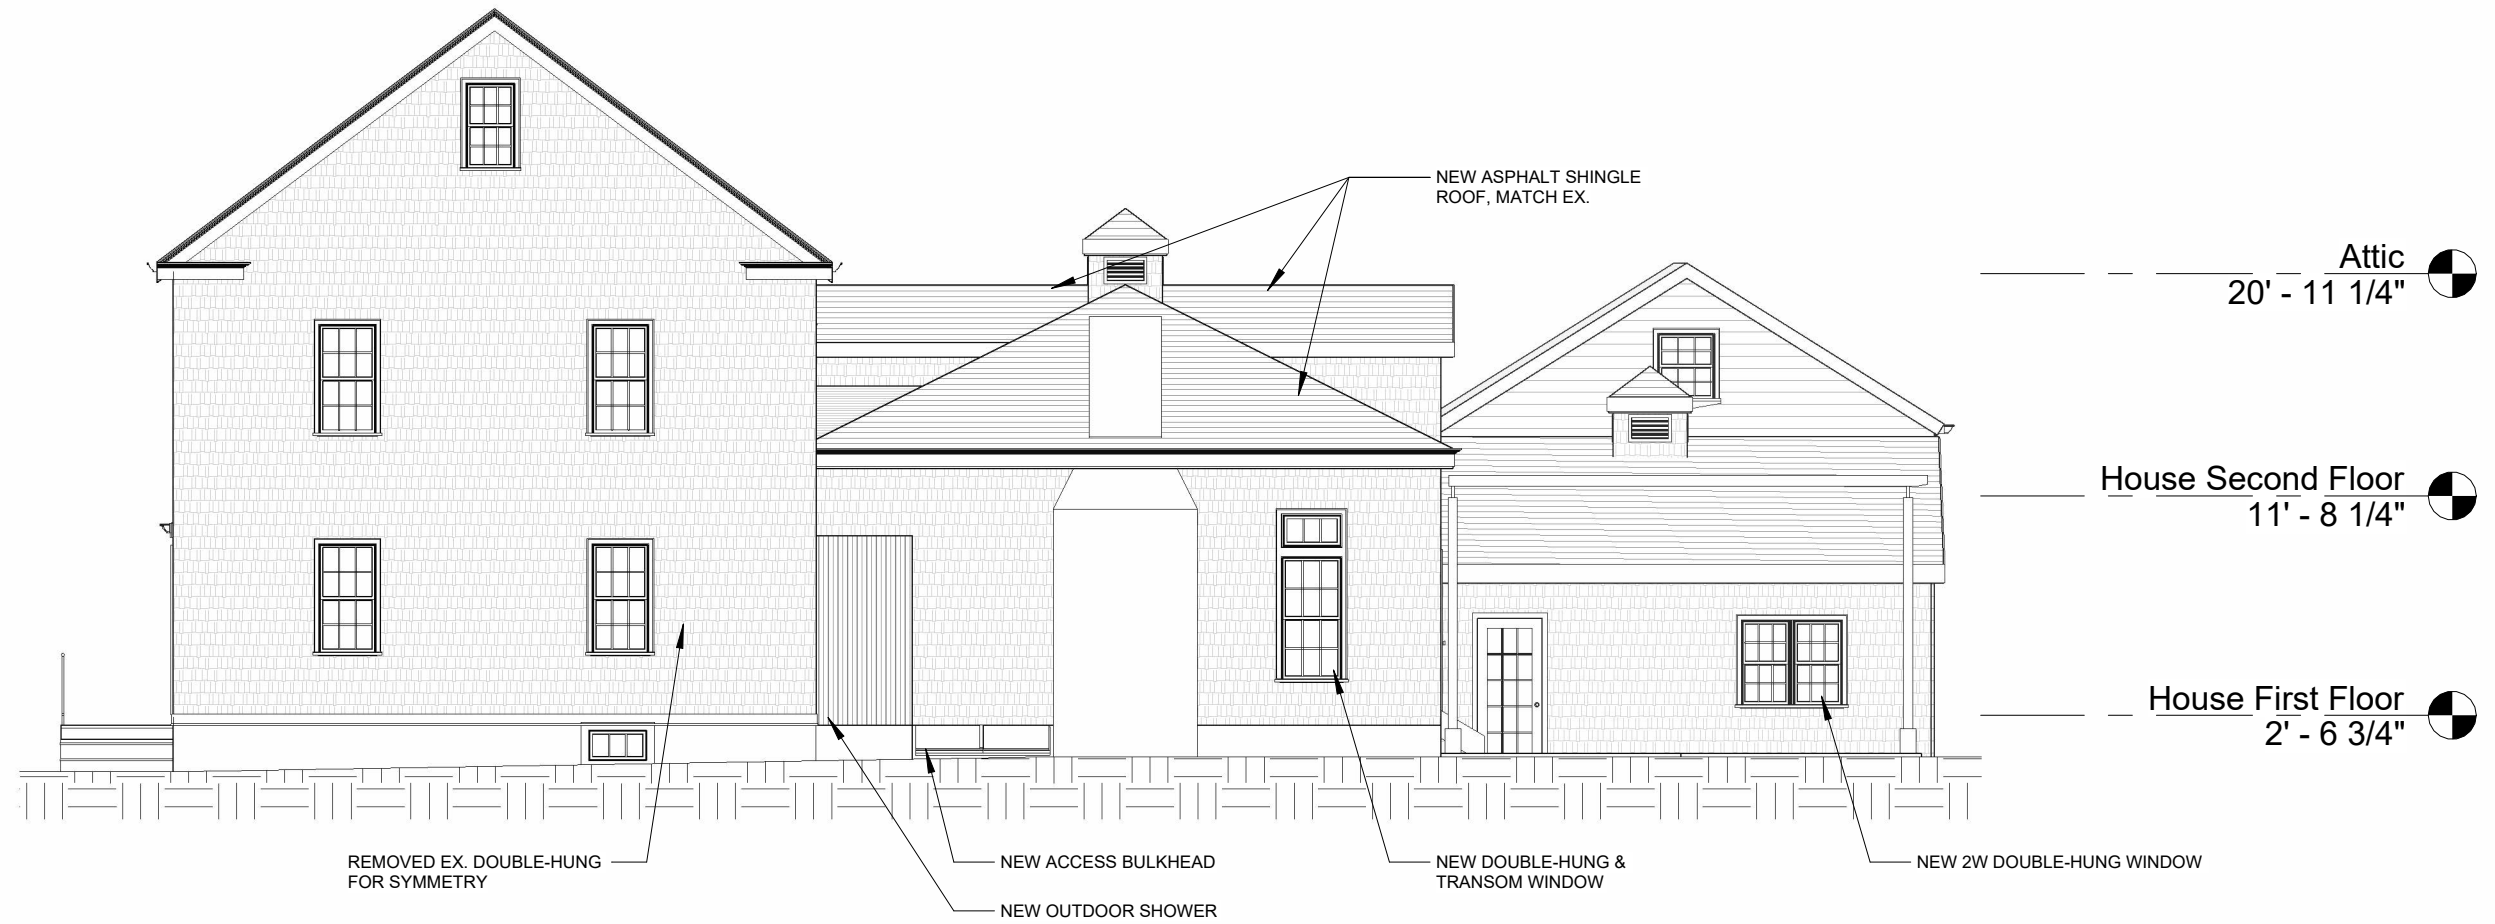 NEW ASPHALT SHINGLE
ROOF, MATCH EX.
Attic
20' - 11 1/4"
House Second Floor
11' - 8 1/4"
House First Floor
2' - 6 3/4"
REMOVED EX. DOUBLE-HUNG
FOR SYMMETRY
NEW ACCESS BULKHEAD
NEW OUTDOOR SHOWER
NEW DOUBLE-HUNG &
TRANSOM WINDOW
NEW 2W DOUBLE-HUNG WINDOW